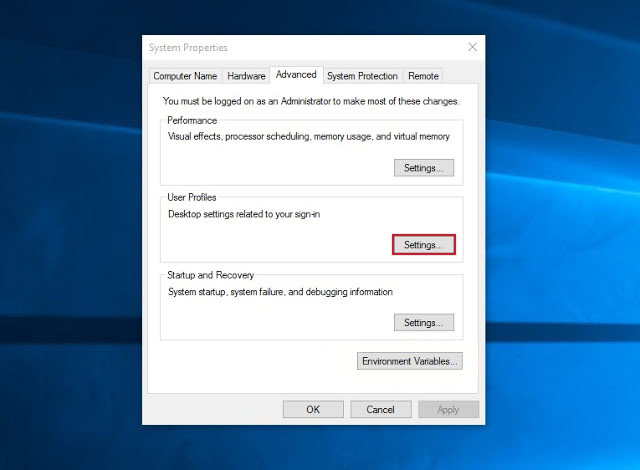 System Properties
Computer Name Hardware Advanced System Protection Remote
You must be logged on as an Administrator to make most of these changes.
Performance
Visual effects, processor scheduling, memory usage, and virtual memory
Settings...
User Profiles
Desktop settings related to your sign-in
Settings...
Startup and Recovery
System startup, system failure, and debugging information
Settings...
Environment Variables...
OK Cancel Apply